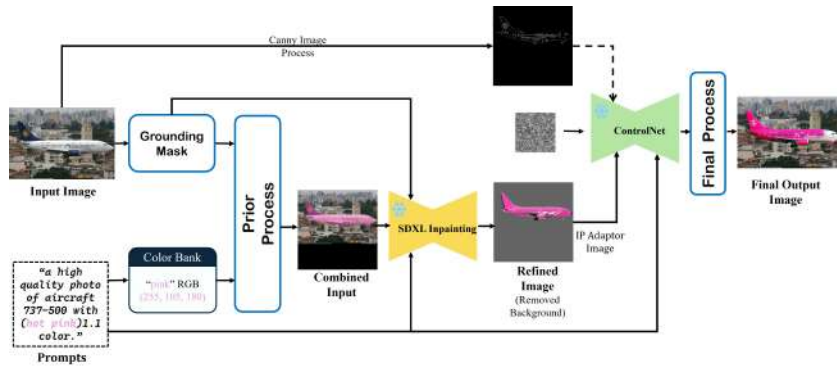 Canny Image
Process
Grounding
Mask
Input Image
Prior
Process
Color Bank
"pink" RGB
(255, 105, 180)
"a high
quality photo
of aircraft
737-500 with
(hot pink)1.1
color."
Prompts
Combined
Input
SDXL Inpainting
Refined
Image
(Removed
Background)
IP Adaptor
Image
ControlNet
Final Process
Final Output
Image